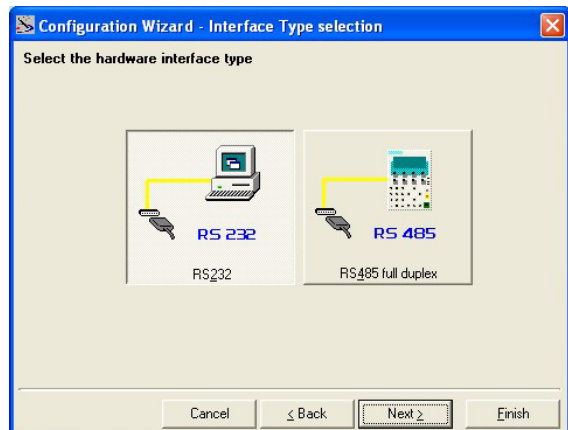 Configuration Wizard - Interface Type selection
Select the hardware interface type
RS 232
RS 485
RS232
RS485 full duplex
Cancel
< Back
Next >
Finish